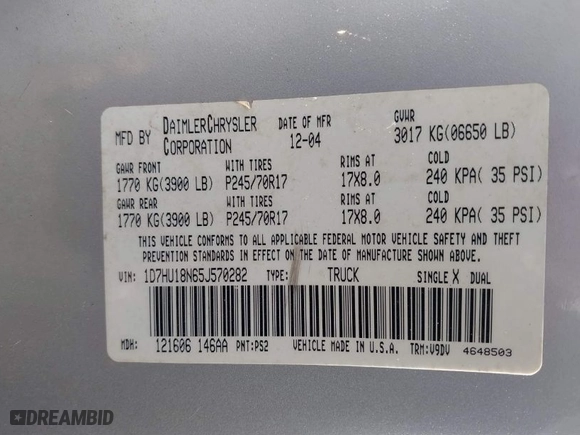 MFD BY DAIMLERCHRYSLER CORPORATION DATE OF MFR 12-04 GVWR 3017 KG(06650 LB)
GAWR FRONT WITH TIRES RIMS AT COLD
1770 KG(3900 LB) P245/70R17 17X8.0 240 KPA( 35 PSI)
GAWR REAR WITH TIRES RIMS AT COLD
1770 KG(3900 LB) P245/70R17 17X8.0 240 KPA( 35 PSI)
THIS VEHICLE CONFORMS TO ALL APPLICABLE FEDERAL MOTOR VEHICLE SAFETY AND THEFT
PREVENTION STANDARDS IN EFFECT ON THE DATE OF MANUFACTURE SHOWN ABOVE.
VIN: 1D7HU18N65J570282 TYPE: TRUCK SINGLE X DUAL
MDH: 121606 146AA PNT:PS2 VEHICLE MADE IN U.S.A. TRM:V9DV 4648503
DREAMBID